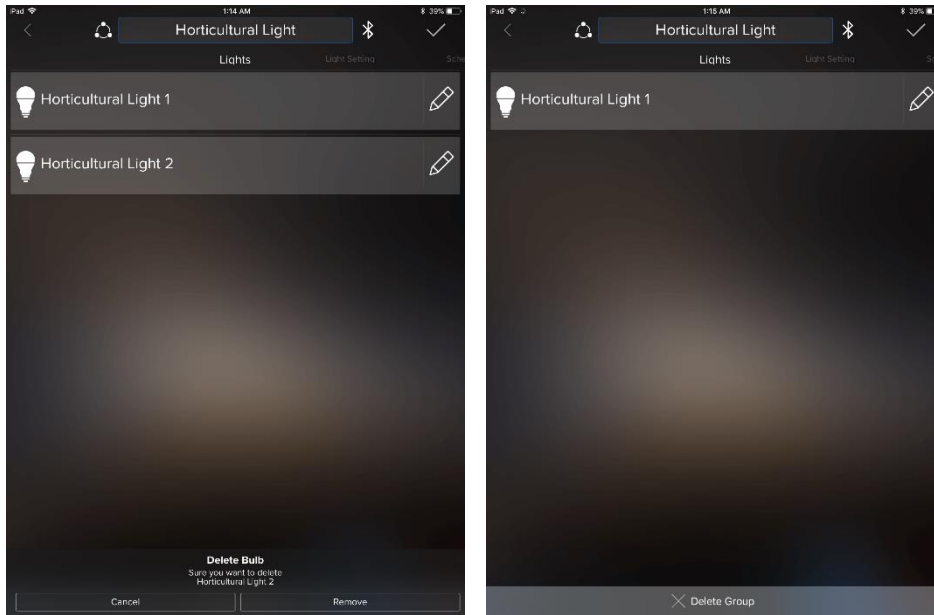 iPad
1:14 AM
39%
Horticultural Light
Lights
Light Setting
Sche
Horticultural Light 1
Horticultural Light 2
Delete Bulb
Sure you want to delete
Horticultural Light 2
Cancel
Remove
iPad
1:15 AM
39%
Horticultural Light
Lights
Light Setting
Sc
Horticultural Light 1
Delete Group